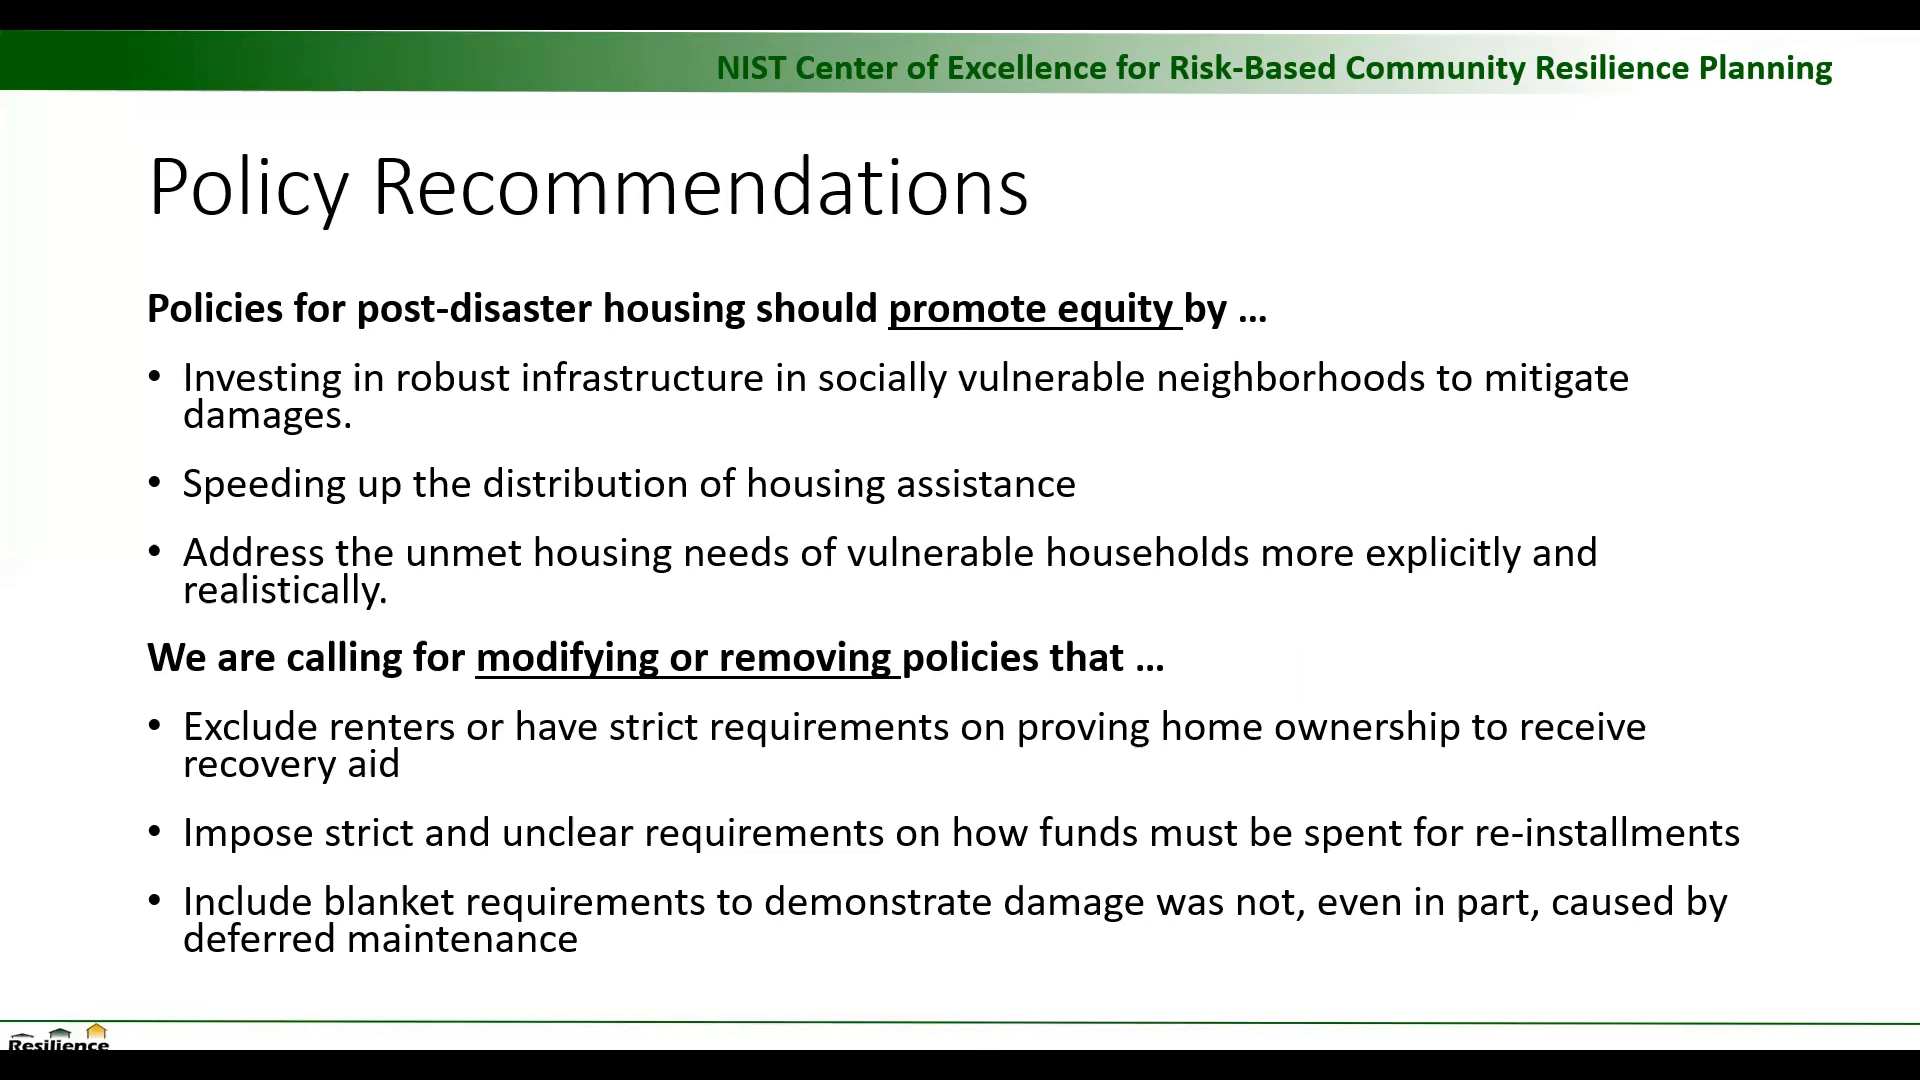 NIST Center of Excellence for Risk-Based Community Resilience Planning
Policy Recommendations
Policies for post-disaster housing should promote equity by ...
• Investing in robust infrastructure in socially vulnerable neighborhoods to mitigate
damages.
• Speeding up the distribution of housing assistance
• Address the unmet housing needs of vulnerable households more explicitly and
realistically.
We are calling for modifying or removing policies that ...
• Exclude renters or have strict requirements on proving home ownership to receive
recovery aid
• Impose strict and unclear requirements on how funds must be spent for re-installments
• Include blanket requirements to demonstrate damage was not, even in part, caused by
deferred maintenance
Resilience